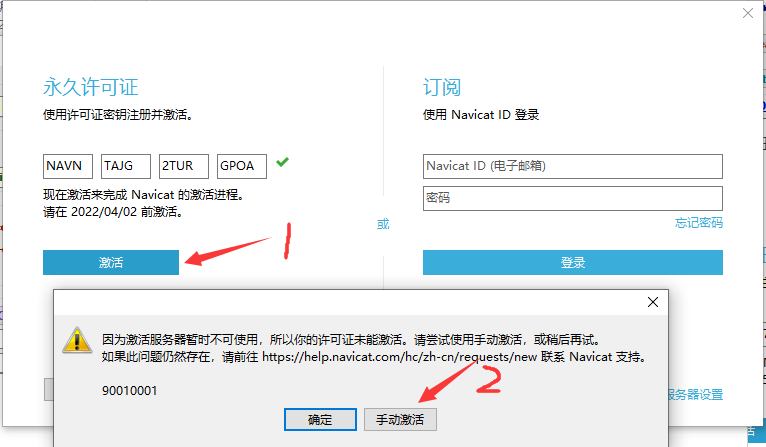 永久许可证
使用许可证密钥注册并激活。
NAVN TAJG 2TUR GPOA
现在激活来完成 Navicat 的激活进程。
请在 2022/04/02 前激活。
激活
1
或
订阅
使用 Navicat ID 登录
Navicat ID (电子邮箱)
密码
忘记密码
登录
因为激活服务器暂时不可使用，所以你的许可证未能激活。请尝试使用手动激活，或稍后再试。
如果此问题仍然存在，请前往 https://help.navicat.com/hc/zh-cn/requests/new 联系 Navicat 支持。
90010001
2
确定
手动激活
服务器设置